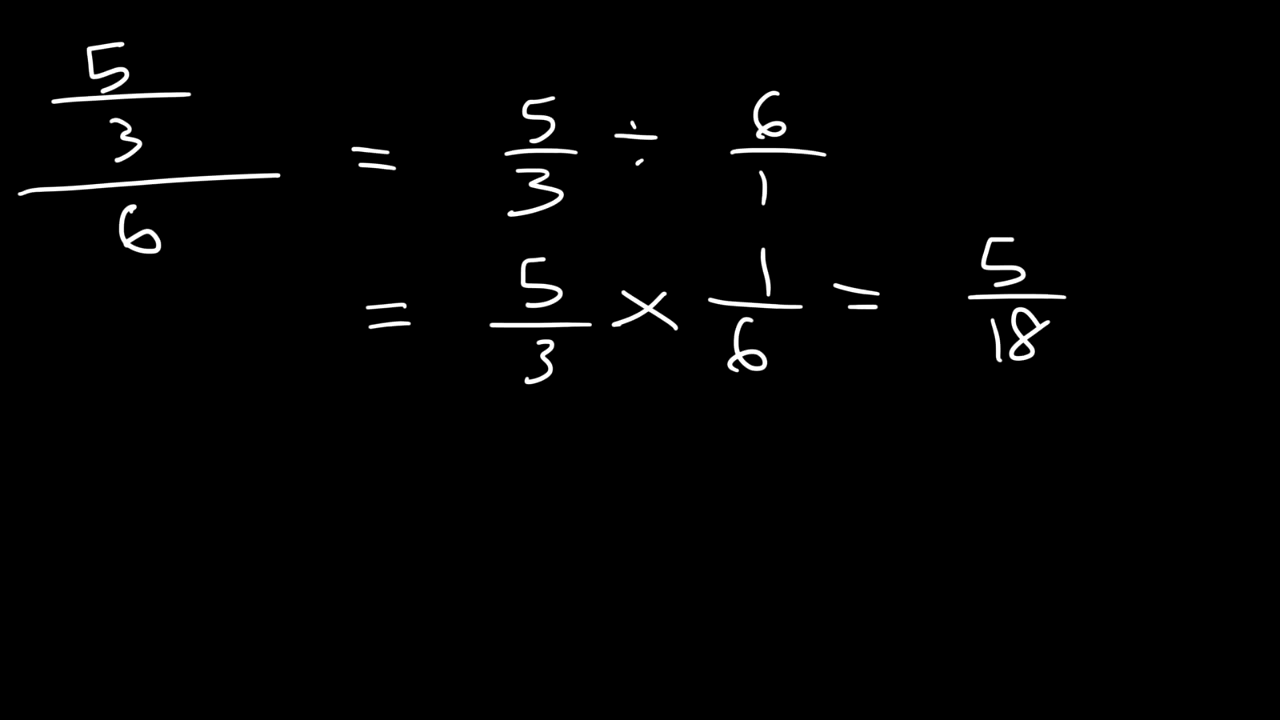 5/3/6 = 5/3 ÷ 6/1
= 5/3 × 1/6 = 5/18